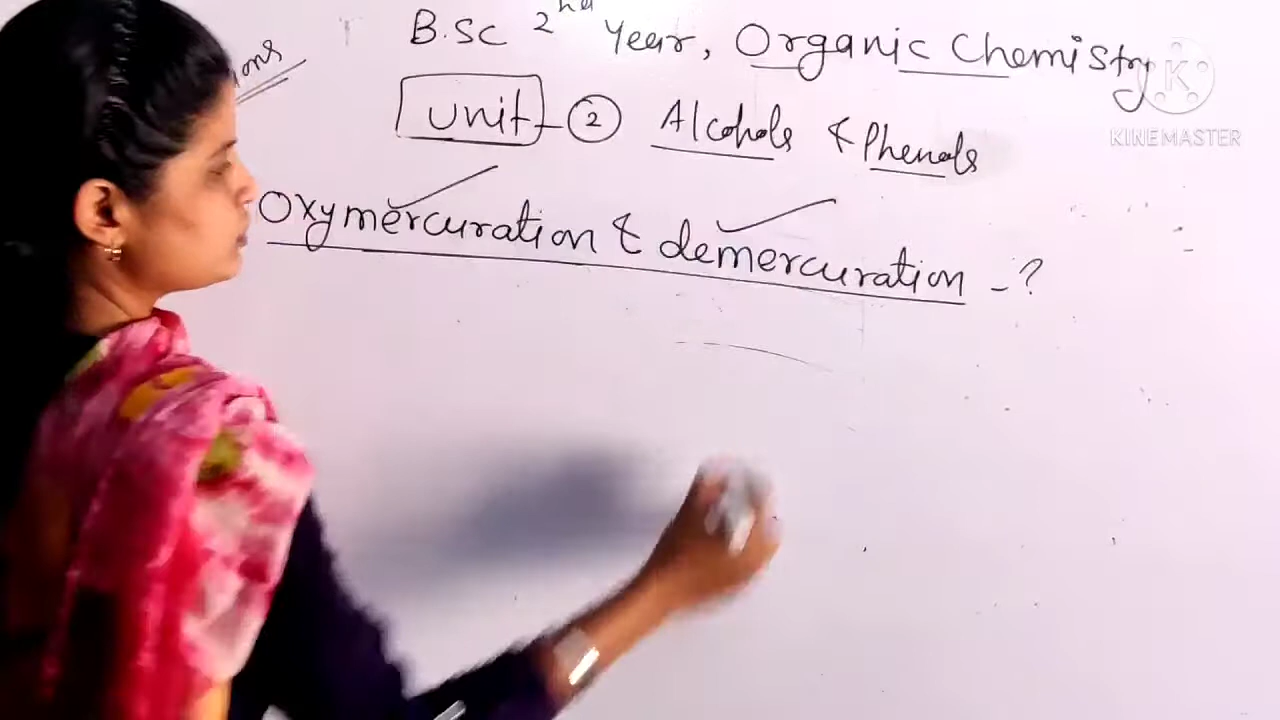 B.Sc 2nd Year, Organic Chemistry
Unit - 2 Alcohols & Phenols
Oxymercuration & demercuration - ?
KINEMASTER